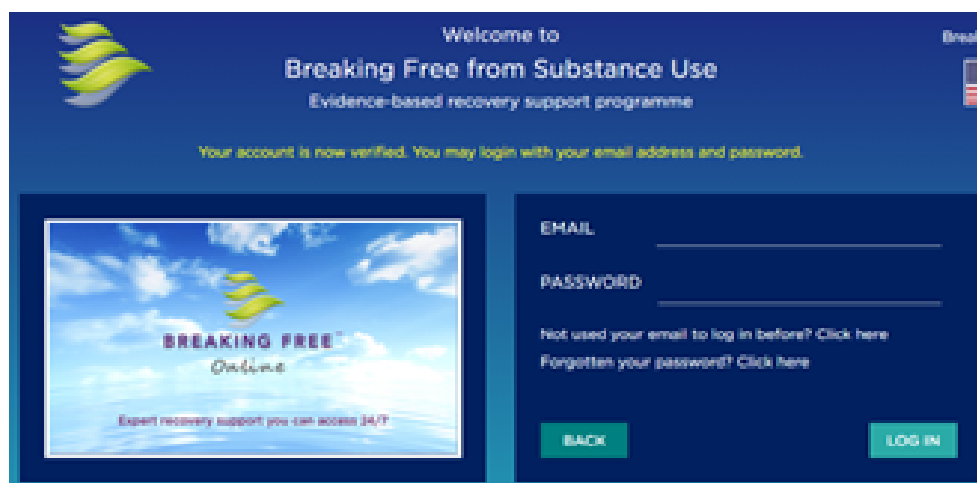 Welcome to
Breaking Free from Substance Use
Evidence-based recovery support programme
Your account is now verified. You may login with your email address and password.
BREAKING FREE™
Online
Expert recovery support you can access 24/7
EMAIL
PASSWORD
Not used your email to log in before? Click here
Forgotten your password? Click here
BACK
LOG IN